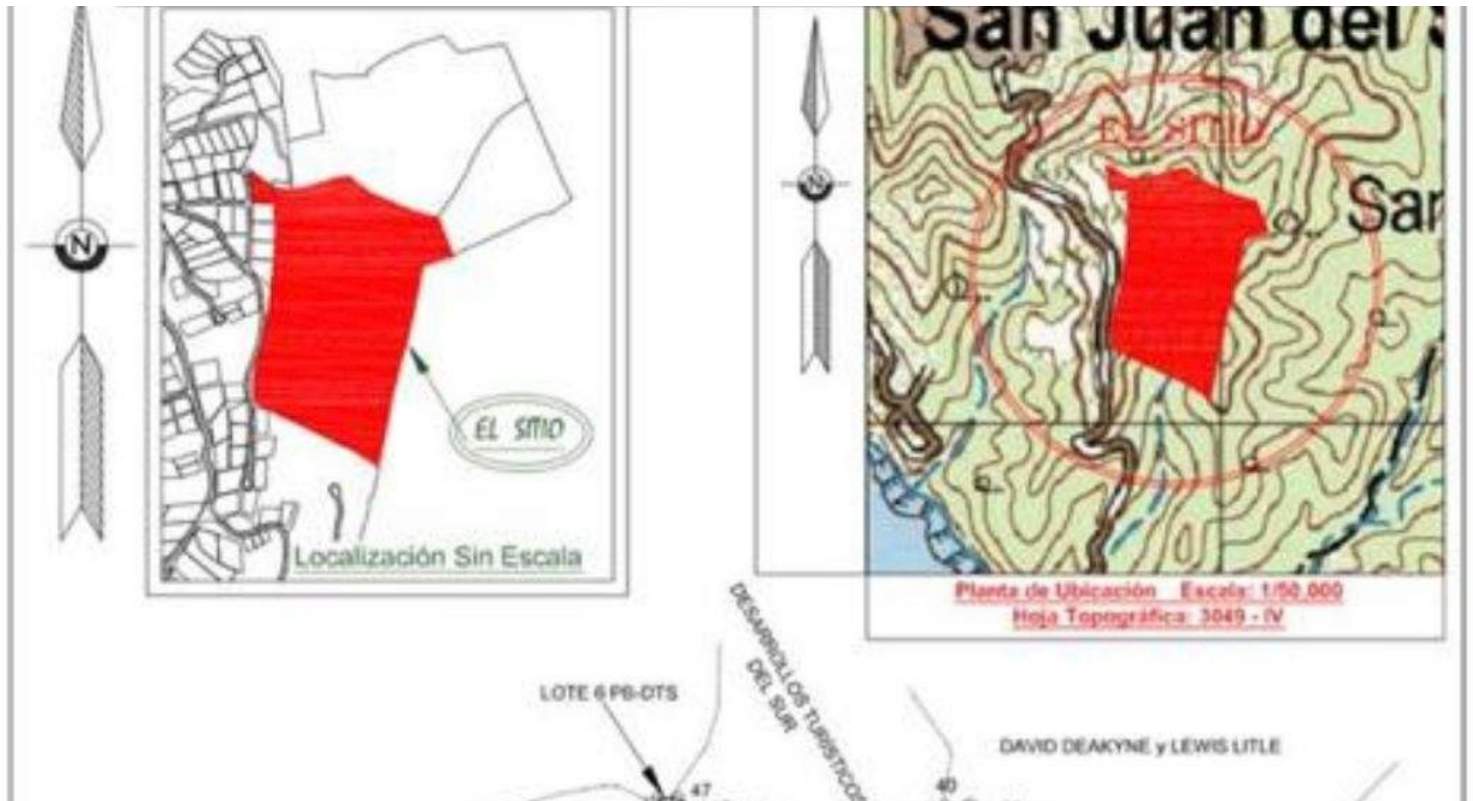 N
EL SITIO
Localización Sin Escala
San Juan del
N
EL SITIO
San
Planta de Ubicación Escala: 1/50,000
Hoja Topográfica: 3049 - IV
DESARROLLOS TURÍSTICOS
DEL SUR
LOTE 6 PB-DTS
DAVID DEAKYNE y LEWIS LITLE
47
40